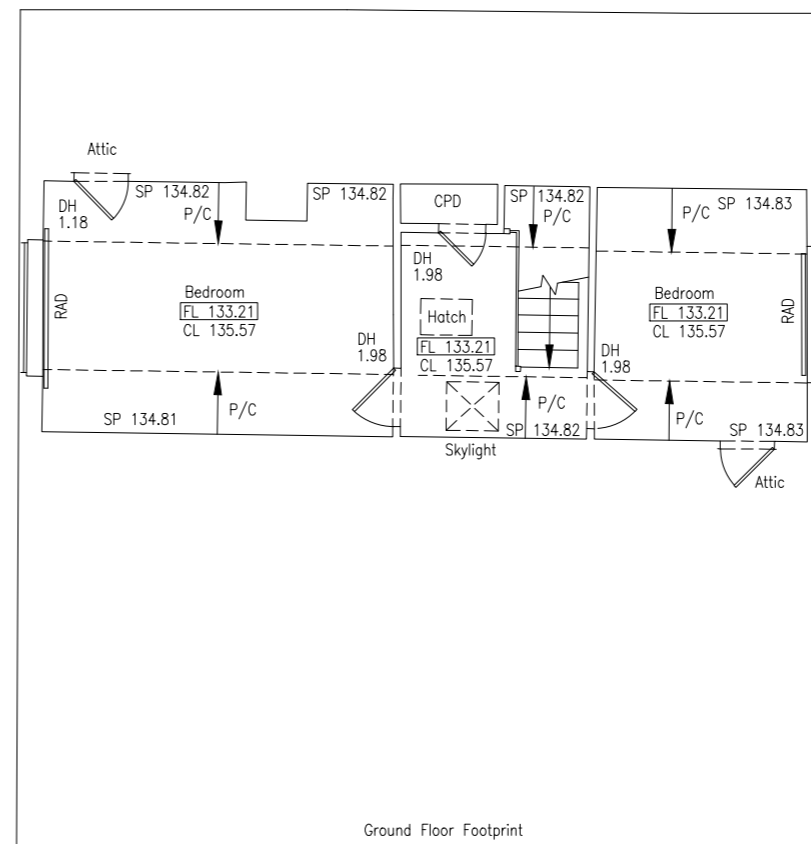 Attic
SP 134.82
SP 134.82
CPD
SP 134.82
SP 134.83
DH
1.18
P/C
P/C
P/C
DH
1.98
RAD
Bedroom
FL 133.21
CL 135.57
Hatch
FL 133.21
CL 135.57
Bedroom
FL 133.21
CL 135.57
RAD
DH
1.98
DH
1.98
SP 134.81
P/C
P/C
P/C
SP 134.82
SP 134.83
Skylight
Attic
Ground Floor Footprint